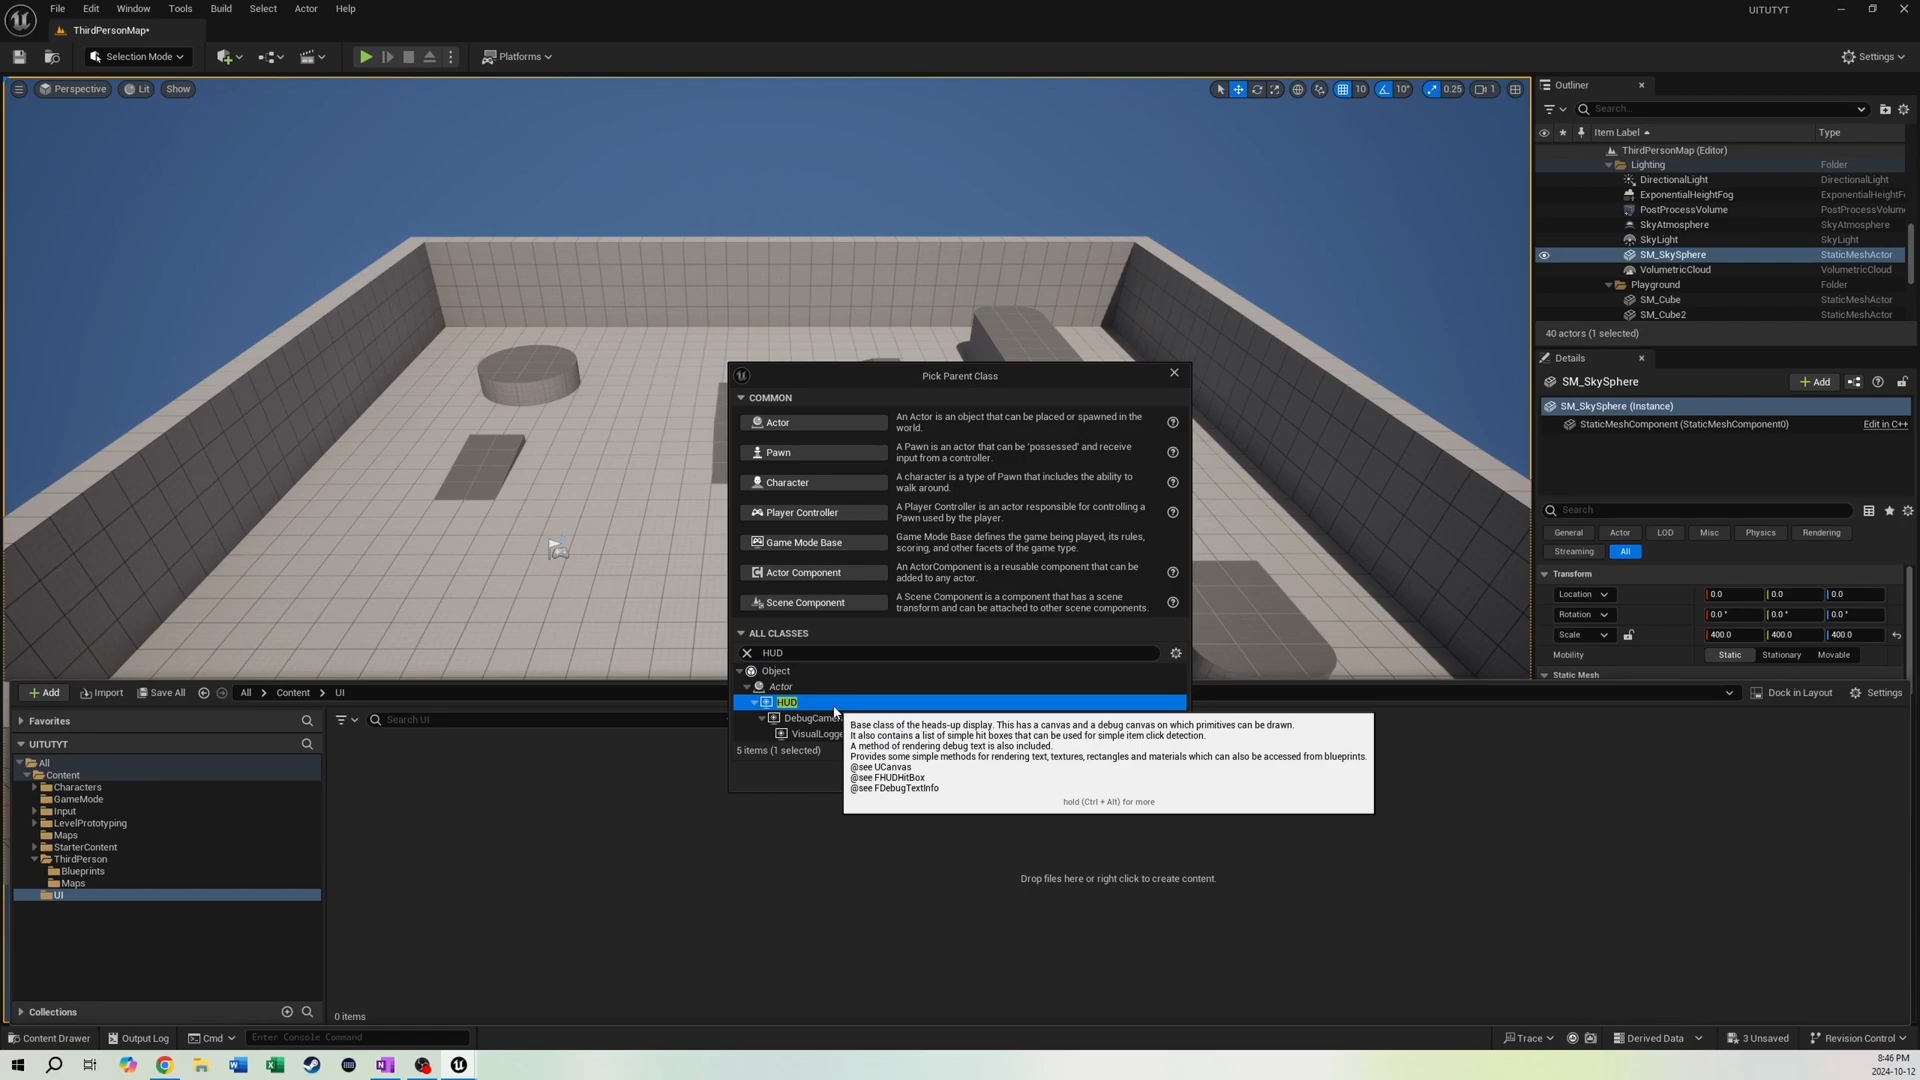 File Edit Window Tools Build Select Actor Help
UITUTYT
ThirdPersonMap*
Selection Mode
Platforms
Settings
Perspective
Lit
Show
10
10°
0.25
1
Outliner
Search...
Item Label
Type
ThirdPersonMap (Editor)
Lighting Folder
DirectionalLight DirectionalLight
ExponentialHeightFog ExponentialHeightF
PostProcessVolume PostProcessVolum
SkyAtmosphere SkyAtmosphere
SkyLight SkyLight
SM_SkySphere StaticMeshActor
VolumetricCloud VolumetricCloud
Playground Folder
SM_Cube StaticMeshActor
SM_Cube2 StaticMeshActor
40 actors (1 selected)
Details
SM_SkySphere
Add
SM_SkySphere (Instance)
StaticMeshComponent (StaticMeshComponent0) Edit in C++
Search
General Actor LOD Misc Physics Rendering
Streaming All
Transform
Location 0.0 0.0 0.0
Rotation 0.0° 0.0° 0.0°
Scale 400.0 400.0 400.0
Mobility Static Stationary Movable
Static Mesh
Pick Parent Class
COMMON
Actor
An Actor is an object that can be placed or spawned in the
world.
Pawn
A Pawn is an actor that can be 'possessed' and receive
input from a controller.
Character
A character is a type of Pawn that includes the ability to
walk around.
Player Controller
A Player Controller is an actor responsible for controlling a
Pawn used by the player.
Game Mode Base
Game Mode Base defines the game being played, its rules,
scoring, and other facets of the game type.
Actor Component
An ActorComponent is a reusable component that can be
added to any actor.
Scene Component
A Scene Component is a component that has a scene
transform and can be attached to other scene components.
ALL CLASSES
HUD
Object
Actor
HUD
DebugCamer
VisualLogge
5 items (1 selected)
Base class of the heads-up display. This has a canvas and a debug canvas on which primitives can be drawn.
It also contains a list of simple hit boxes that can be used for simple item click detection.
A method of rendering debug text is also included.
Provides some simple methods for rendering text, textures, rectangles and materials which can also be accessed from blueprints.
@see UCanvas
@see FHUDHitBox
@see FDebugTextInfo
hold (Ctrl + Alt) for more
Add
Import
Save All
All
Content
UI
Dock in Layout
Settings
Favorites
UITUTYT
All
Content
Characters
GameMode
Input
LevelPrototyping
Maps
StarterContent
ThirdPerson
Blueprints
Maps
UI
Collections
Search UI
Drop files here or right click to create content.
0 items
Content Drawer
Output Log
Cmd
Enter Console Command
Trace
Derived Data
3 Unsaved
Revision Control
8:46 PM
2024-10-12